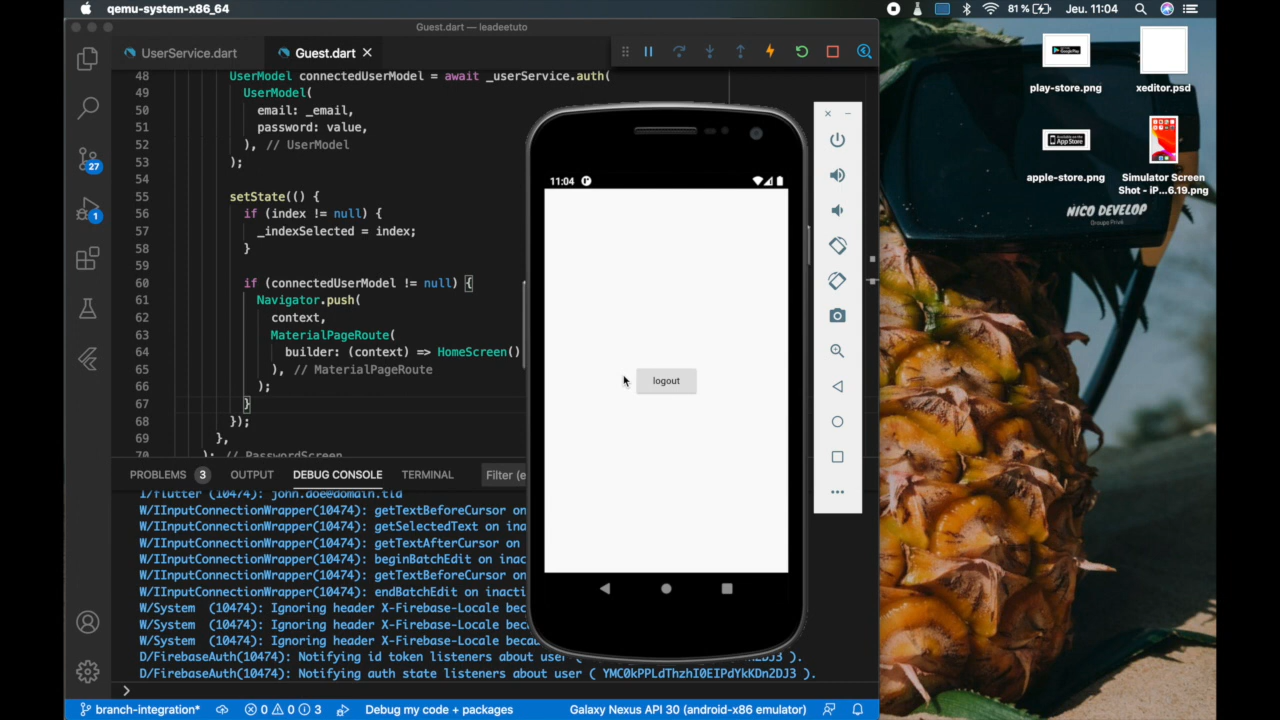 qemu-system-x86_64
81 %
Jeu. 11:04
Guest.dart — leadeetuto
UserService.dart
Guest.dart
48 UserModel connectedUserModel = await _userService.auth(
49 UserModel(
50 email: _email,
51 password: value,
52 ), // UserModel
53 );
54
55 setState(() {
56 if (index != null) {
57 _indexSelected = index;
58 }
59
60 if (connectedUserModel != null) {
61 Navigator.push(
62 context,
63 MaterialPageRoute(
64 builder: (context) => HomeScreen()
65 ), // MaterialPageRoute
66 );
67 }
68 });
69 },
70 ); // PasswordScreen
27
1
PROBLEMS 3 OUTPUT DEBUG CONSOLE TERMINAL Filter (e
I/flutter (10474): john.doe@domain.tld
W/IInputConnectionWrapper(10474): getTextBeforeCursor on
W/IInputConnectionWrapper(10474): getSelectedText on ina
W/IInputConnectionWrapper(10474): getTextAfterCursor on
W/IInputConnectionWrapper(10474): beginBatchEdit on inac
W/IInputConnectionWrapper(10474): getTextBeforeCursor on
W/IInputConnectionWrapper(10474): endBatchEdit on inacti
W/System (10474): Ignoring header X-Firebase-Locale bec
W/System (10474): Ignoring header X-Firebase-Locale bec
W/System (10474): Ignoring header X-Firebase-Locale becau
D/FirebaseAuth(10474): Notifying id token listeners about user ( 2DJ3 ).
D/FirebaseAuth(10474): Notifying auth state listeners about user ( YMC0kPPLdThzhI0EIPdYkKDn2DJ3 ).
branch-integration* 0 0 3 Debug my code + packages Galaxy Nexus API 30 (android-x86 emulator)
11:04
logout
play-store.png
xeditor.psd
apple-store.png
Simulator Screen
Shot - iP...6.19.png
NICO DEVELOP
Groupe Privé